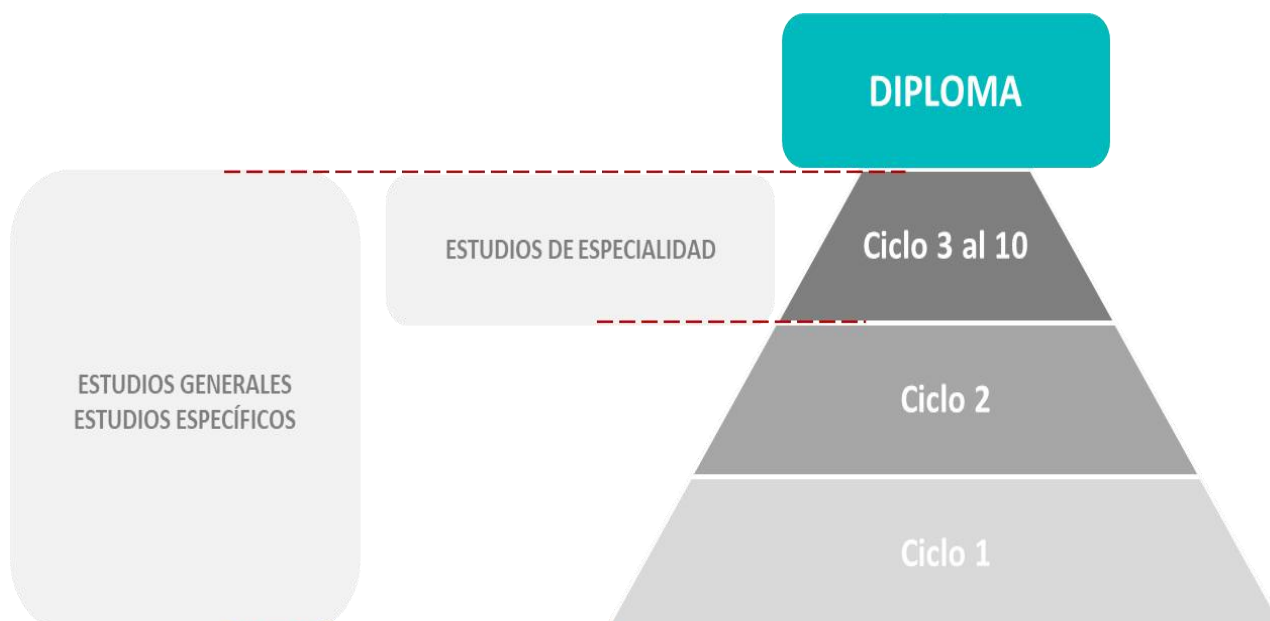 DIPLOMA
ESTUDIOS DE ESPECIALIDAD
Ciclo 3 al 10
ESTUDIOS GENERALES
ESTUDIOS ESPECÍFICOS
Ciclo 2
Ciclo 1